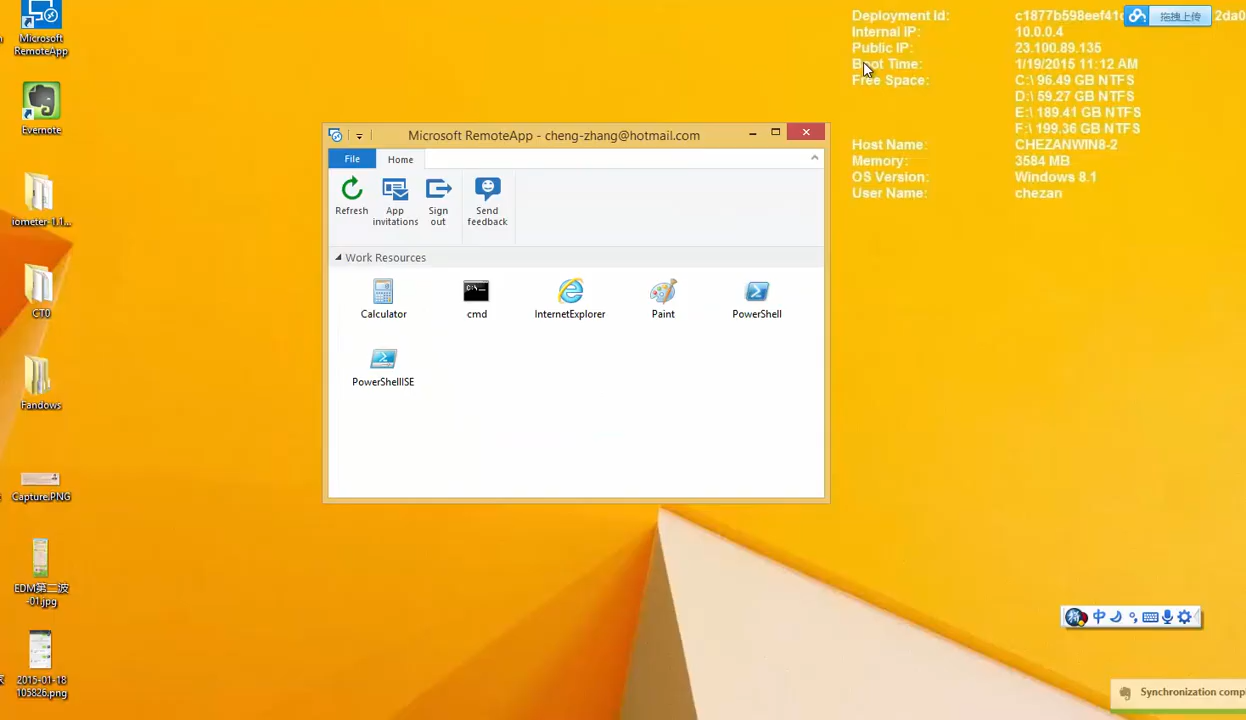 Microsoft
RemoteApp
Evernote
iometer-1.1...
CT0
Fandows
Capture.PNG
EDM第二波
-01.jpg
2015-01-18
105826.png
Microsoft RemoteApp - cheng-zhang@hotmail.com
File Home
Refresh
App
invitations
Sign
out
Send
feedback
Work Resources
Calculator cmd InternetExplorer Paint PowerShell
PowerShellISE
Deployment Id:
Internal IP: 10.0.0.4
Public IP: 23.100.89.135
Boot Time: 1/19/2015 11:12 AM
Free Space: C:\ 96.49 GB NTFS
D:\ 59.27 GB NTFS
E:\ 189.41 GB NTFS
F:\ 199.36 GB NTFS
Host Name: CHEZANWIN8-2
Memory: 3584 MB
OS Version: Windows 8.1
User Name: chezan
拖拽上传
2da0
中
Synchronization compl